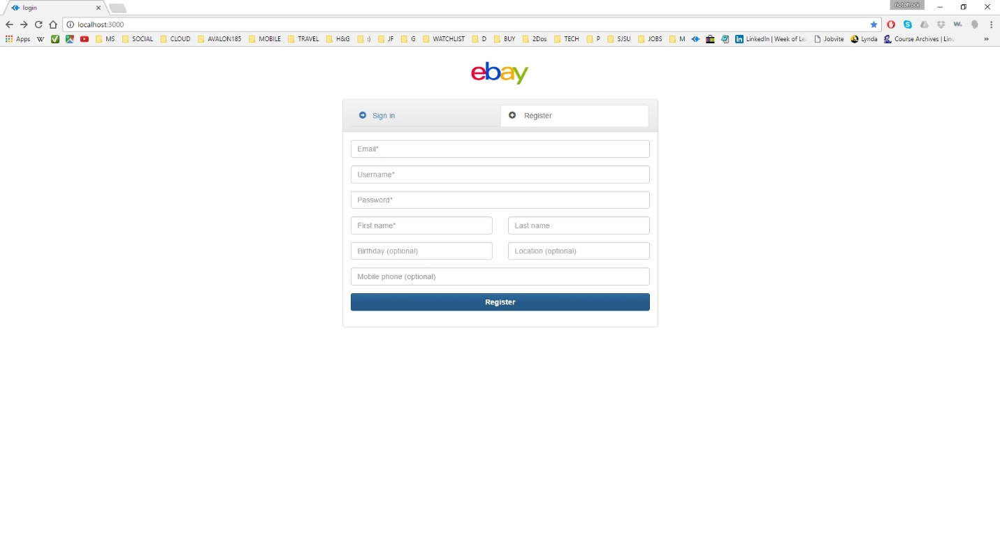 login
riotofrock
localhost:3000
Apps W MS SOCIAL CLOUD AVALON185 MOBILE TRAVEL H&G :) JF G WATCHLIST D BUY 2Dos TECH P SJSU JOBS M LinkedIn | Week of Le Jobvite Lynda Course Archives | Linu »
ebay
Sign in
Register
Email*
Username*
Password*
First name* Last name
Birthday (optional) Location (optional)
Mobile phone (optional)
Register